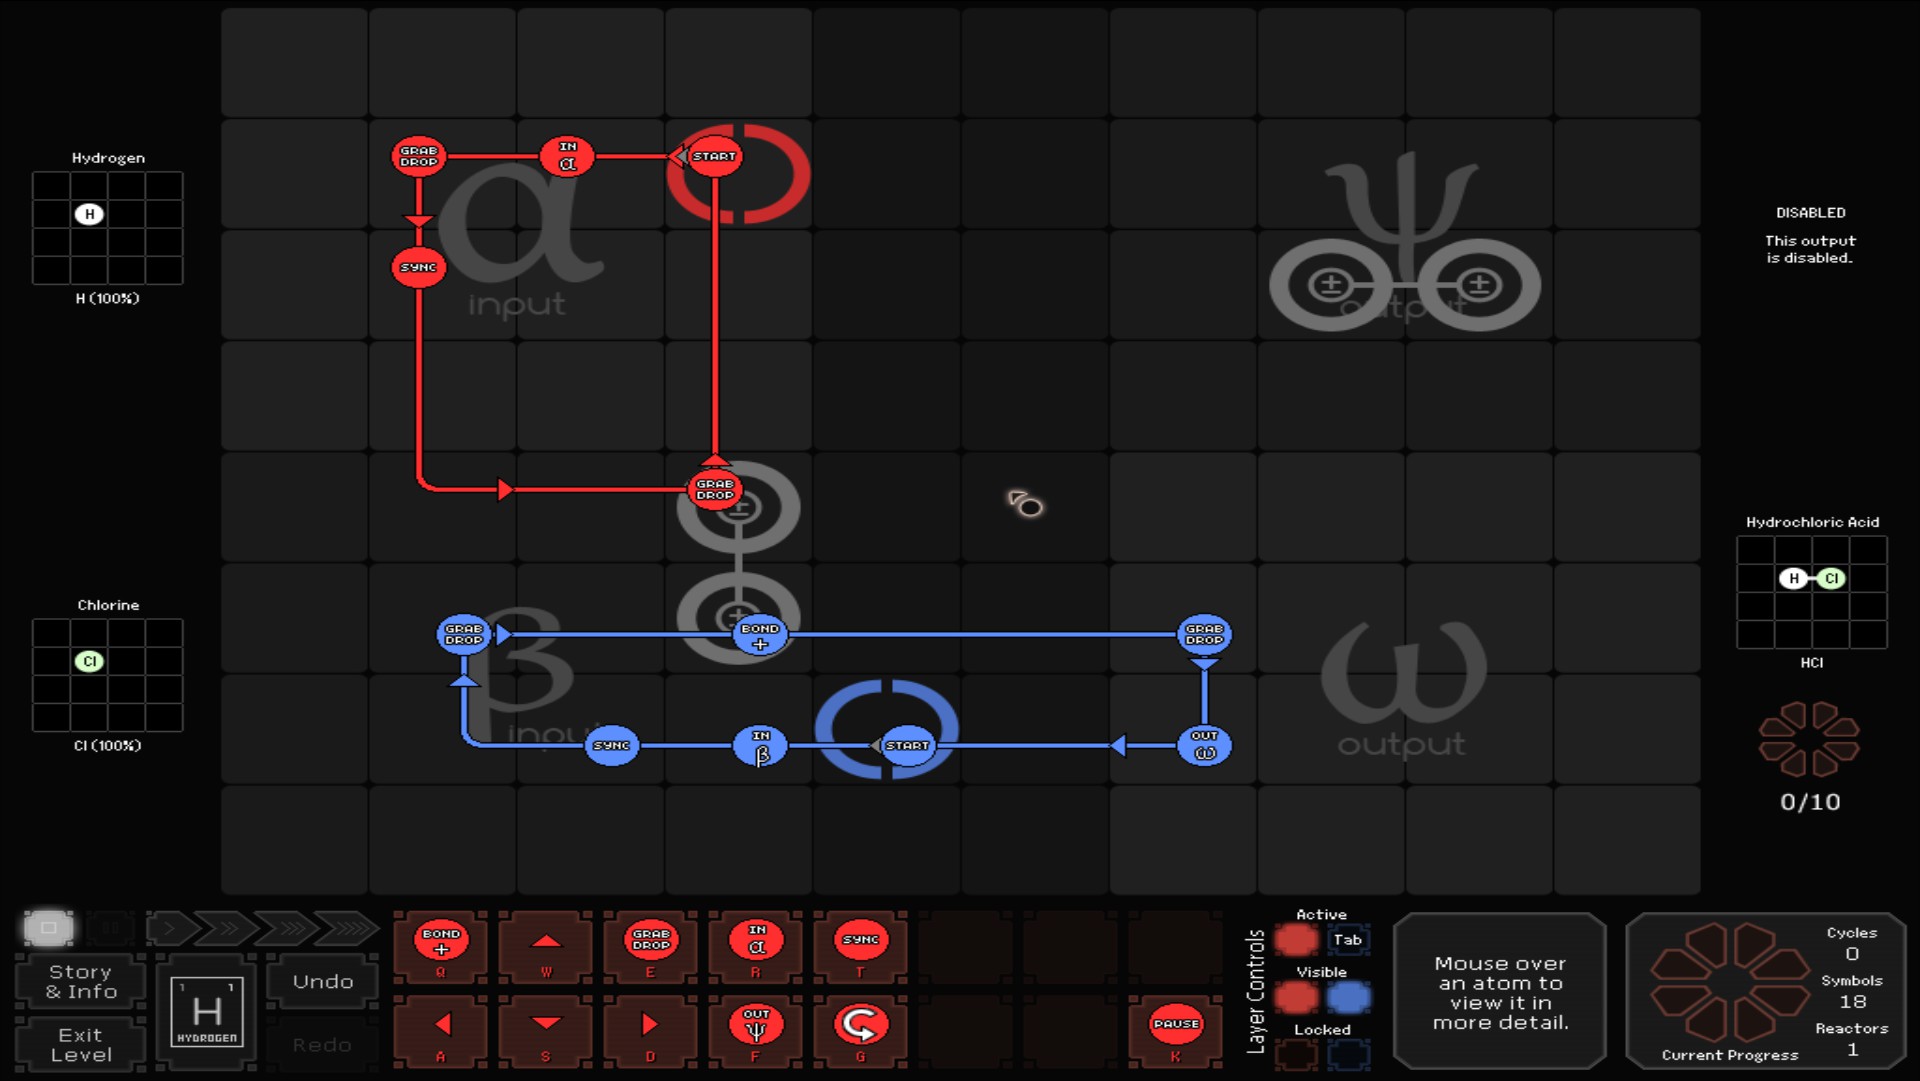 Hydrogen
H
H (100%)
Chlorine
Cl
Cl (100%)
GRAB
DROP
IN
α
START
SYNC
α
input
GRAB
DROP
±
GRAB
DROP
BOND
+
GRAB
DROP
β
input
SYNC
IN
β
START
OUT
ω
ψ
output
±
±
ω
output
DISABLED
This output
is disabled.
Hydrochloric Acid
H Cl
HCl
0/10
Story
& Info
Exit
Level
1 1
H
HYDROGEN
Undo
Redo
BOND
+
Q
W
GRAB
DROP
E
IN
α
R
SYNC
T
A
S
D
OUT
ψ
F
G
PAUSE
K
Layer Controls
Active
Tab
Visible
Locked
Mouse over
an atom to
view it in
more detail.
Cycles
0
Symbols
18
Reactors
1
Current Progress